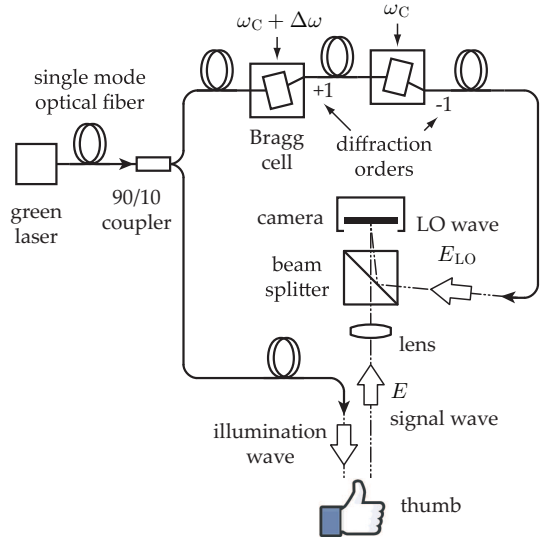 ω_C + Δω
ω_C
single mode
optical fiber
+1
-1
Bragg
cell
diffraction
orders
green
laser
90/10
coupler
camera
LO wave
E_LO
beam
splitter
lens
E
signal wave
illumination
wave
thumb